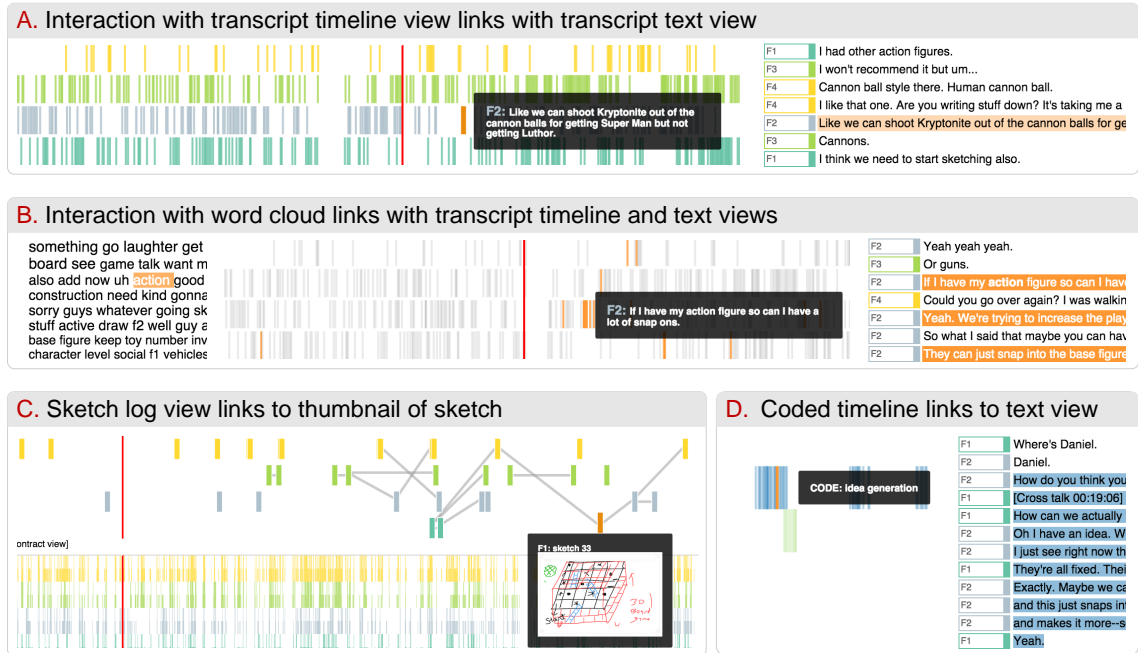 A. Interaction with transcript timeline view links with transcript text view
F2: Like we can shoot Kryptonite out of the
cannon balls for getting Super Man but not
getting Luthor.
F1 I had other action figures.
F3 I won't recommend it but um...
F4 Cannon ball style there. Human cannon ball.
F4 I like that one. Are you writing stuff down? It's taking me a
F2 Like we can shoot Kryptonite out of the cannon balls for ge
F3 Cannons.
F1 I think we need to start sketching also.
B. Interaction with word cloud links with transcript timeline and text views
something go laughter get
board see game talk want m
also add now uh action good
construction need kind gonna
sorry guys whatever going sk
stuff active draw f2 well guy a
base figure keep toy number inv
character level social f1 vehicles
F2: If I have my action figure so can I have a
lot of snap ons.
F2 Yeah yeah yeah.
F3 Or guns.
F2 If I have my action figure so can I have
F4 Could you go over again? I was walkin
F2 Yeah. We're trying to increase the play
F2 So what I said that maybe you can hav
F2 They can just snap into the base figure
C. Sketch log view links to thumbnail of sketch
ontract view]
F1: sketch 33
3D
Board
Game
D. Coded timeline links to text view
CODE: idea generation
F1 Where's Daniel.
F2 Daniel.
F2 How do you think you
F1 [Cross talk 00:19:06]
F1 How can we actually
F2 Oh I have an idea. W
F2 I just see right now th
F1 They're all fixed. Thei
F2 Exactly. Maybe we ca
F2 and this just snaps int
F2 and makes it more--s
F1 Yeah.